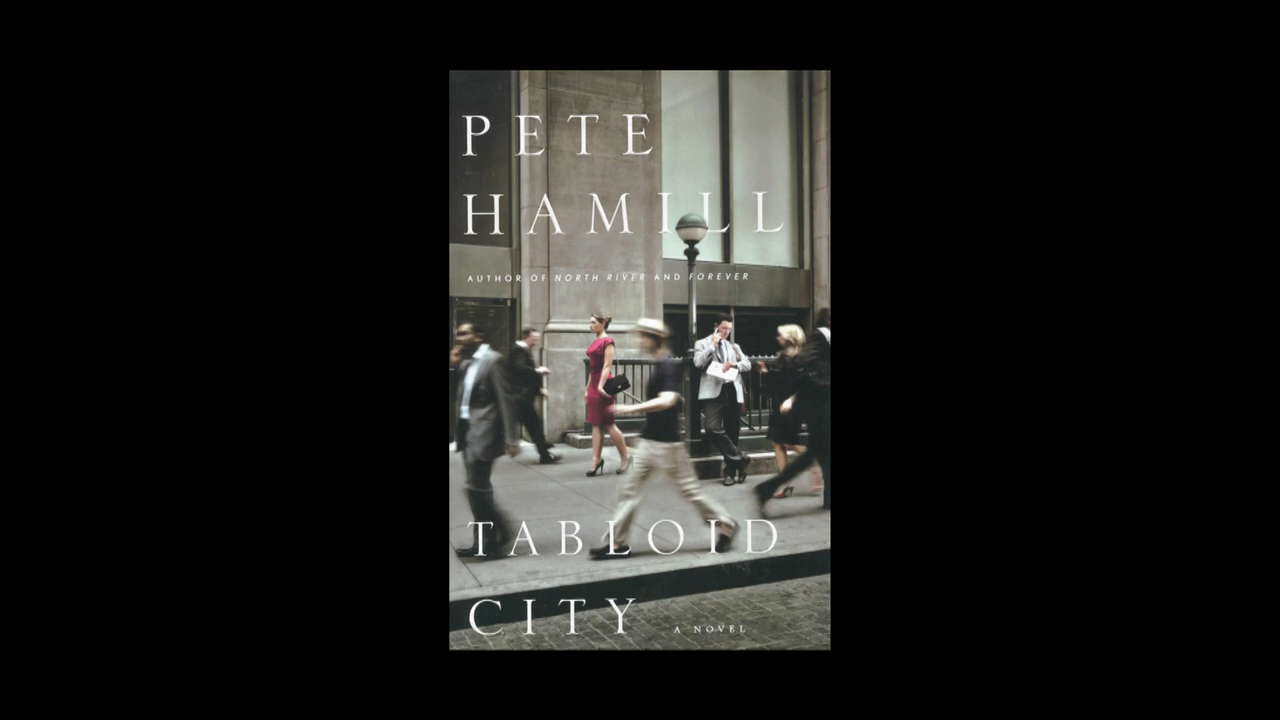 PETE
HAMILL
AUTHOR OF NORTH RIVER AND FOREVER
TABLOID
CITY
A NOVEL